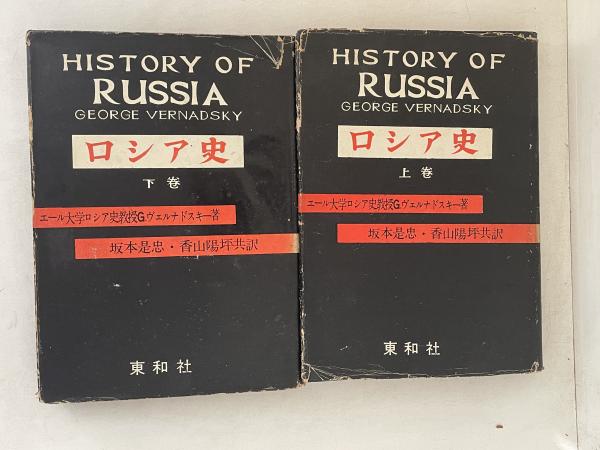 HISTORY OF
RUSSIA
GEORGE VERNADSKY
ロシア史
下巻
エール大学ロシア史教授G.ヴェルナドスキー著
坂本是忠・香山陽坪共訳
東和社
HISTORY OF
RUSSIA
GEORGE VERNADSKY
ロシア史
上巻
エール大学ロシア史教授G.ヴェルナドスキー著
坂本是忠・香山陽坪共訳
東和社